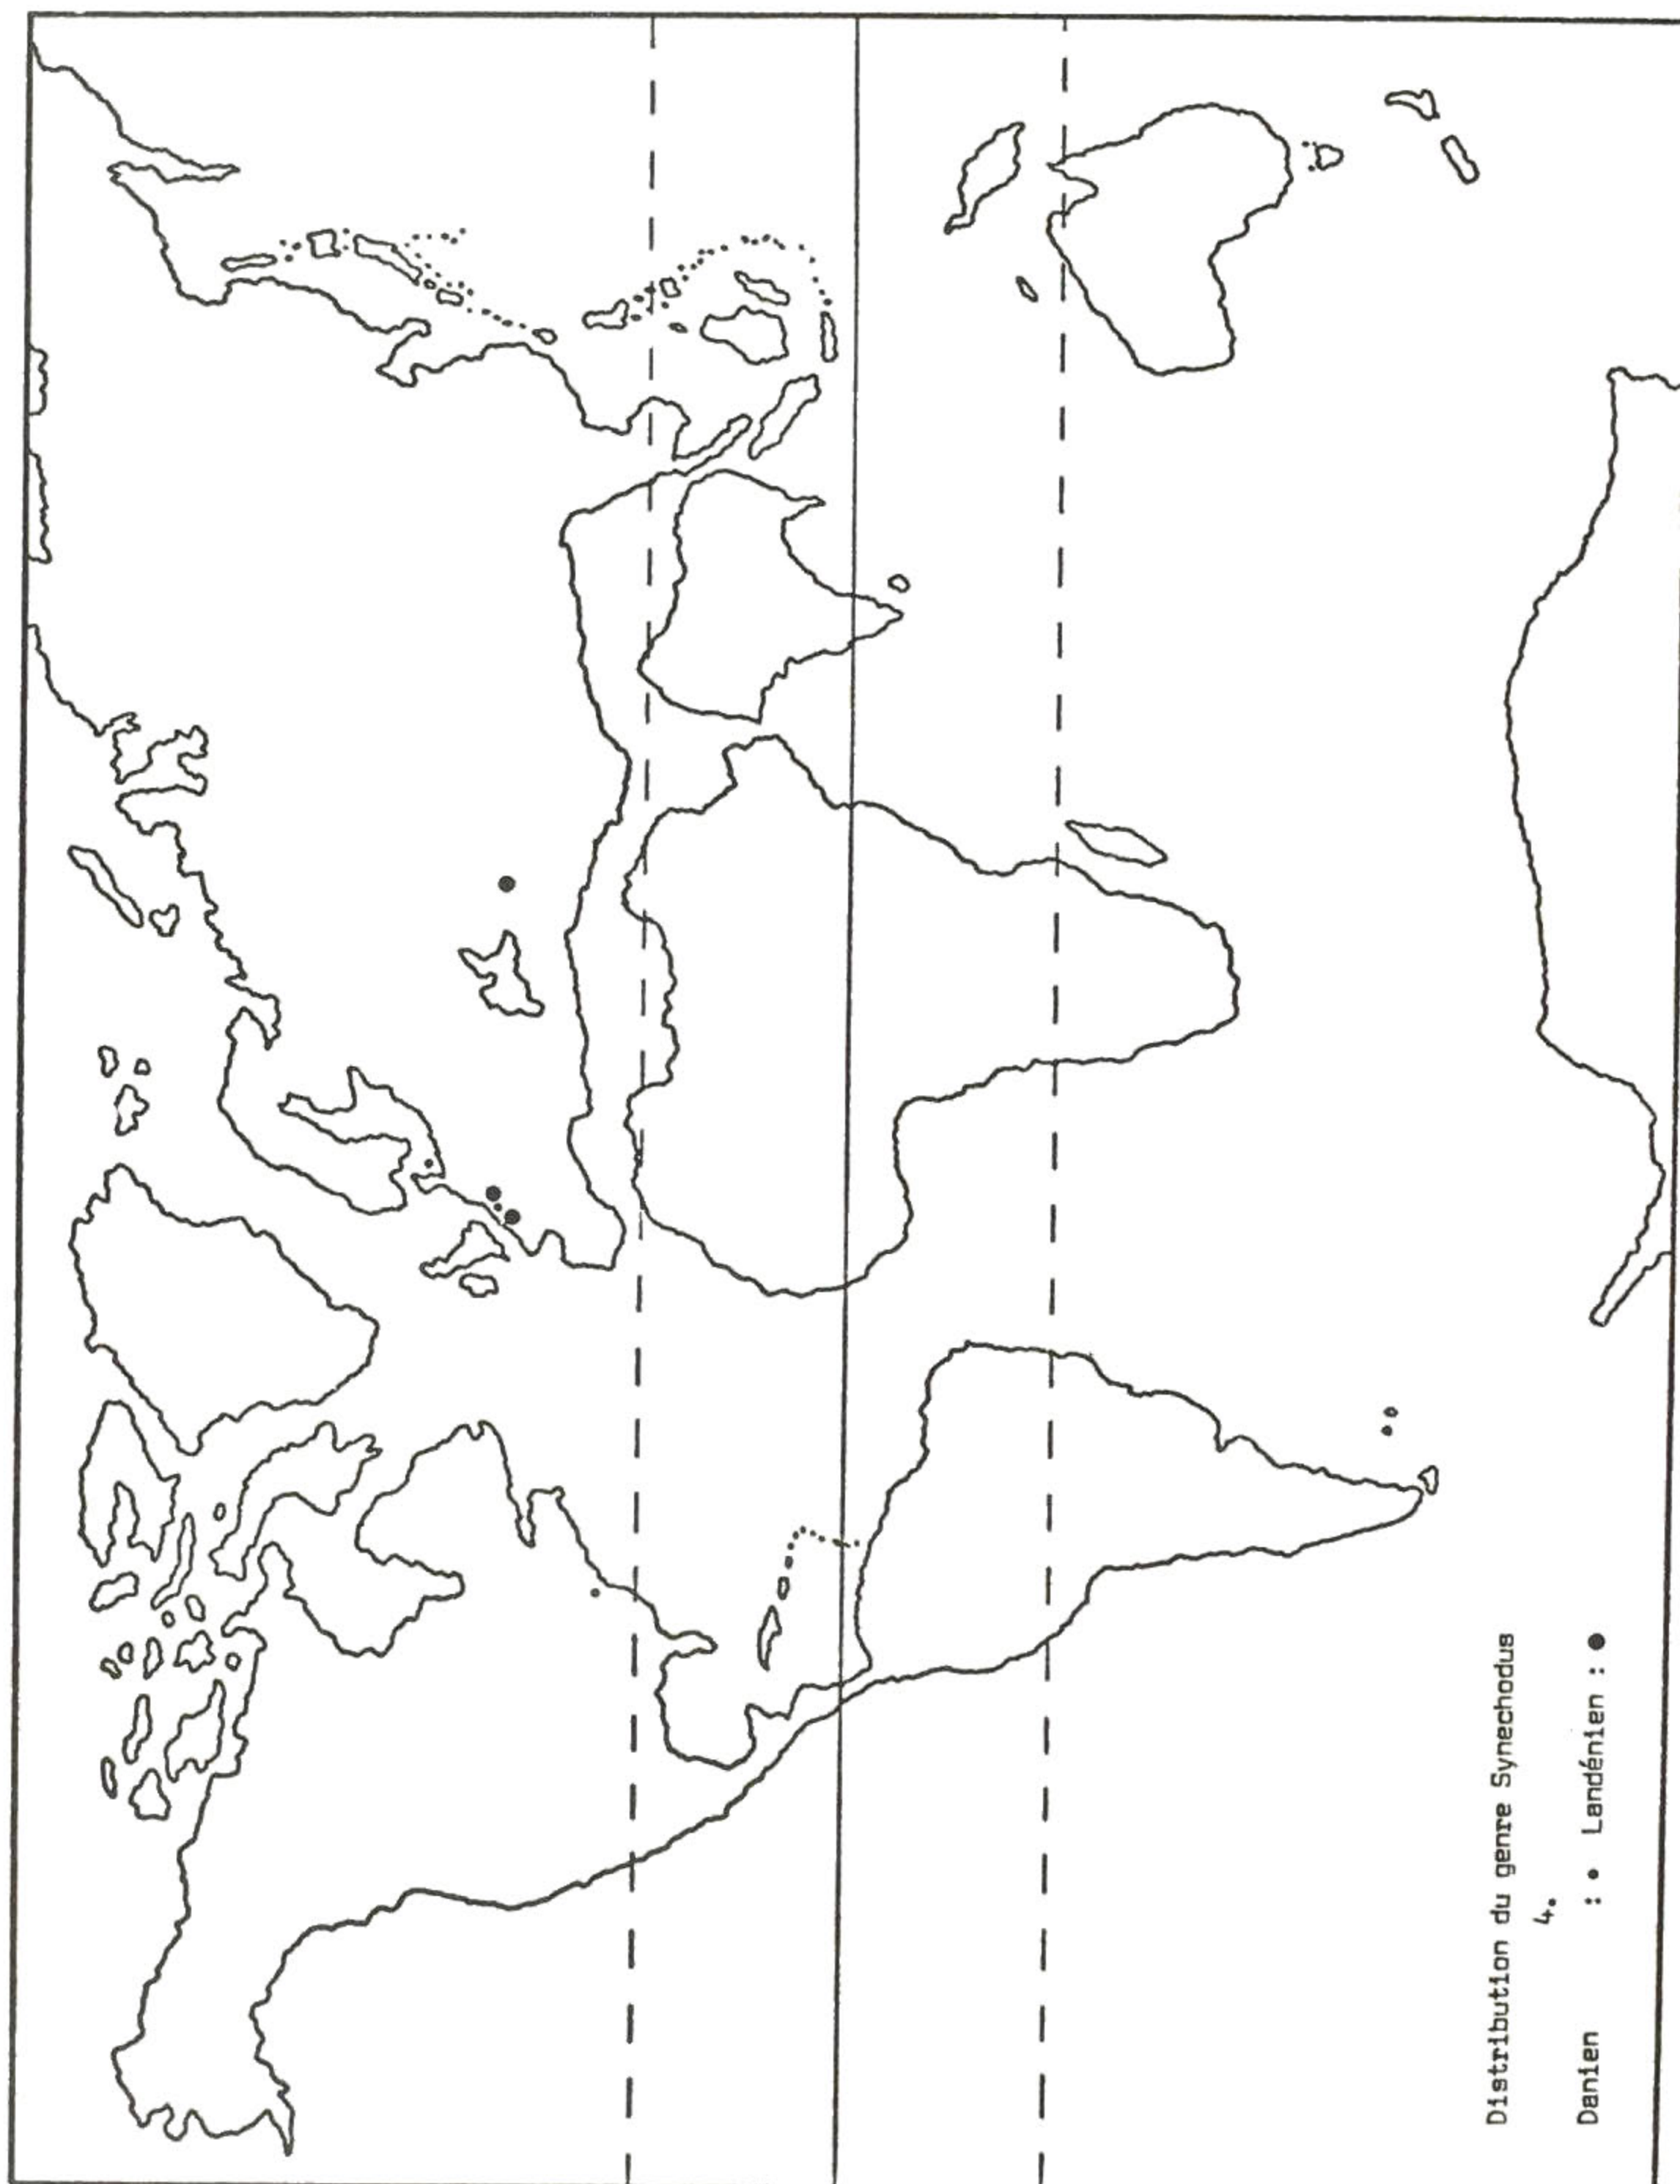 Distribution du genre Synechodus
4.
Danien : • Landénien : ●